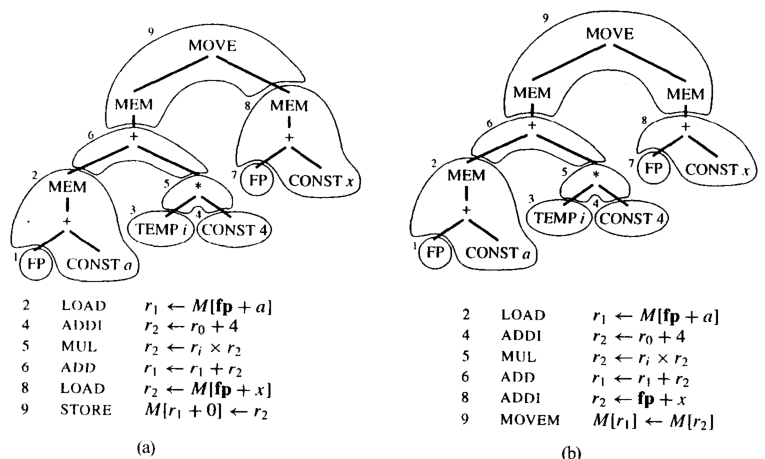 9
MOVE
MEM
8
MEM
6
+
+
2
MEM
5
*
7
FP
CONST x
+
3
TEMP i
4
CONST 4
1
FP
CONST a
2 LOAD r1 ← M[fp + a]
4 ADDI r2 ← r0 + 4
5 MUL r2 ← ri × r2
6 ADD r1 ← r1 + r2
8 LOAD r2 ← M[fp + x]
9 STORE M[r1 + 0] ← r2
(a)
9
MOVE
MEM
MEM
6
+
8
+
2
MEM
5
*
7
FP
CONST x
+
3
TEMP i
4
CONST 4
1
FP
CONST a
2 LOAD r1 ← M[fp + a]
4 ADDI r2 ← r0 + 4
5 MUL r2 ← ri × r2
6 ADD r1 ← r1 + r2
8 ADDI r2 ← fp + x
9 MOVEM M[r1] ← M[r2]
(b)